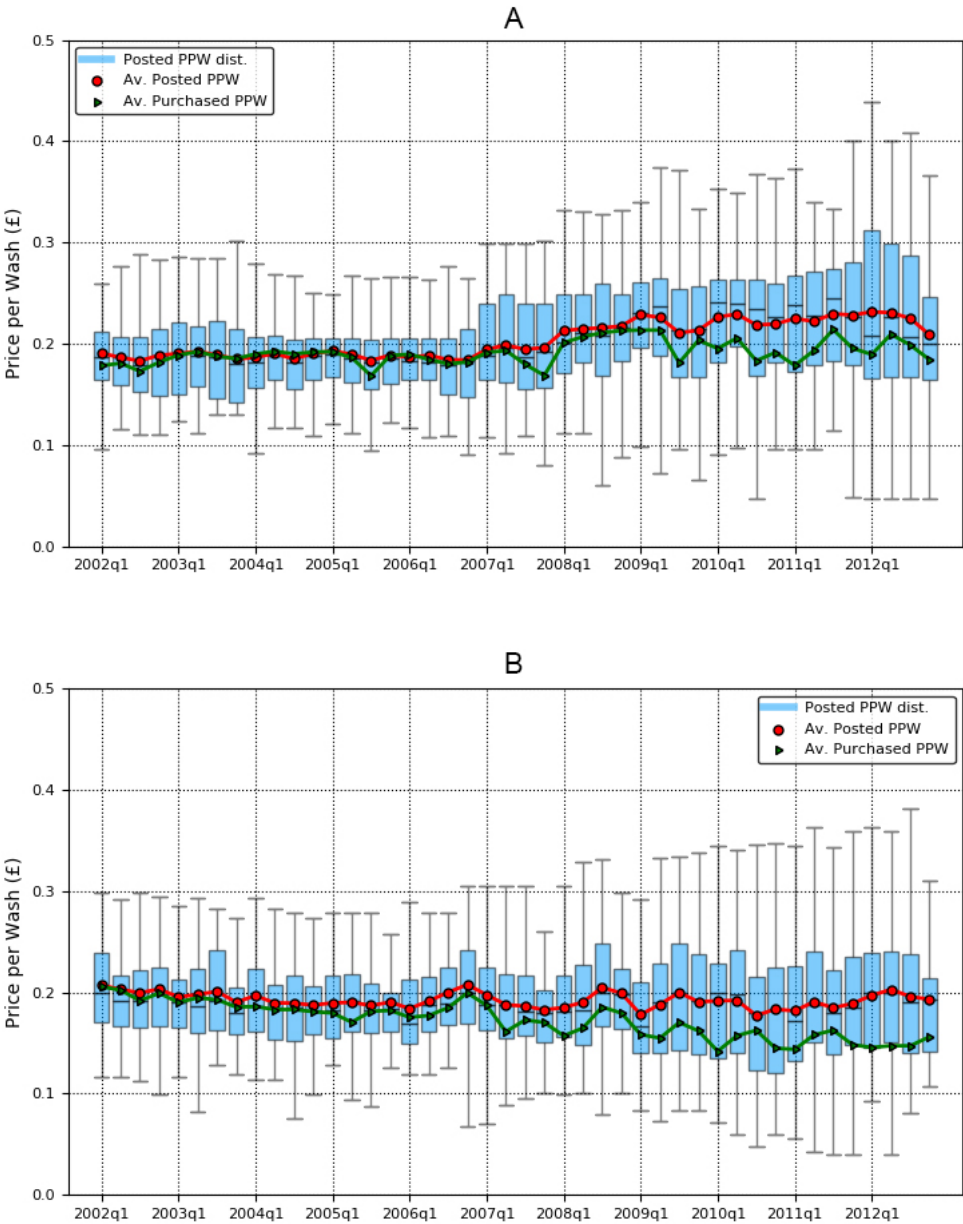 A
0.5
Posted PPW dist.
Av. Posted PPW
Av. Purchased PPW
0.4
0.3
Price per Wash (£)
0.2
0.1
0.0
2002q1 2003q1 2004q1 2005q1 2006q1 2007q1 2008q1 2009q1 2010q1 2011q1 2012q1
B
0.5
Posted PPW dist.
Av. Posted PPW
Av. Purchased PPW
0.4
0.3
Price per Wash (£)
0.2
0.1
0.0
2002q1 2003q1 2004q1 2005q1 2006q1 2007q1 2008q1 2009q1 2010q1 2011q1 2012q1